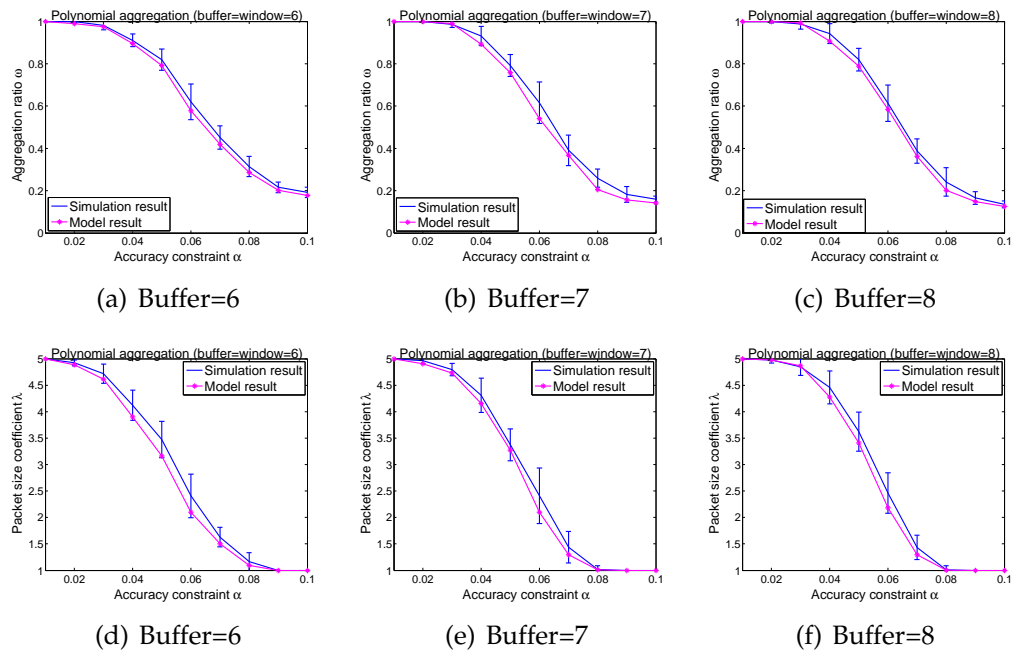 Polynomial aggregation (buffer=window=6)
1
0.8
0.6
0.4
0.2
0
Aggregation ratio ω
Simulation result
Model result
0.02 0.04 0.06 0.08 0.1
Accuracy constraint α
(a) Buffer=6
Polynomial aggregation (buffer=window=7)
1
0.8
0.6
0.4
0.2
0
Aggregation ratio ω
Simulation result
Model result
0.02 0.04 0.06 0.08 0.1
Accuracy constraint α
(b) Buffer=7
Polynomial aggregation (buffer=window=8)
1
0.8
0.6
0.4
0.2
0
Aggregation ratio ω
Simulation result
Model result
0.02 0.04 0.06 0.08 0.1
Accuracy constraint α
(c) Buffer=8
Polynomial aggregation (buffer=window=6)
5
4.5
4
3.5
3
2.5
2
1.5
1
Packet size coefficient λ
Simulation result
Model result
0.02 0.04 0.06 0.08 0.1
Accuracy constraint α
(d) Buffer=6
Polynomial aggregation (buffer=window=7)
5
4.5
4
3.5
3
2.5
2
1.5
1
Packet size coefficient λ
Simulation result
Model result
0.02 0.04 0.06 0.08 0.1
Accuracy constraint α
(e) Buffer=7
Polynomial aggregation (buffer=window=8)
5
4.5
4
3.5
3
2.5
2
1.5
1
Packet size coefficient λ
Simulation result
Model result
0.02 0.04 0.06 0.08 0.1
Accuracy constraint α
(f) Buffer=8